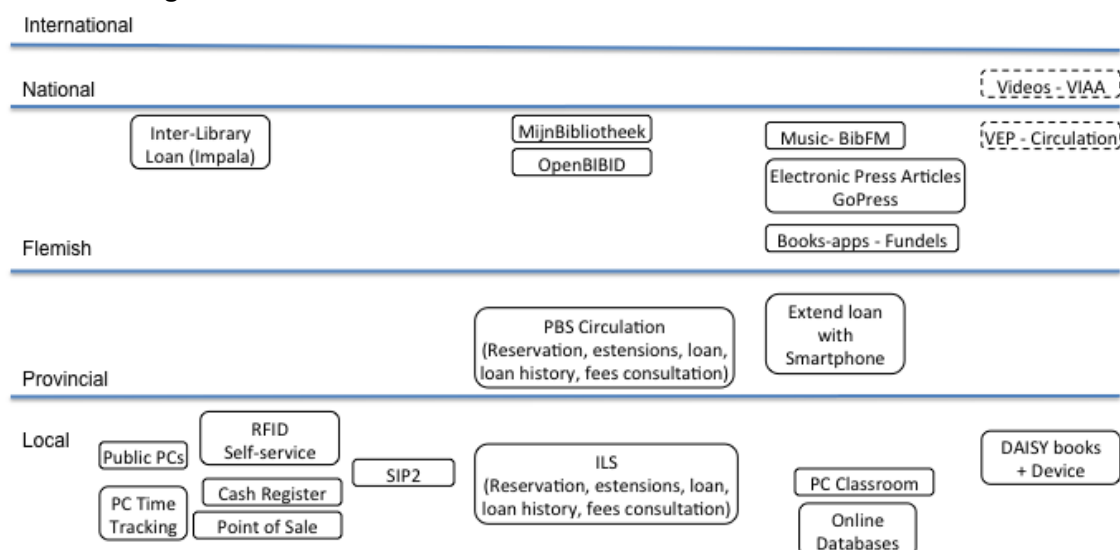 International
National
Videos - VIAA
Inter-Library
Loan (Impala)
MijnBibliotheek
OpenBIBID
Music- BibFM
VEP - Circulation
Electronic Press Articles
GoPress
Books-apps - Fundels
Flemish
PBS Circulation
(Reservation, estensions, loan,
loan history, fees consultation)
Extend loan
with
Smartphone
Provincial
Local
Public PCs
RFID
Self-service
SIP2
PC Time
Tracking
Cash Register
Point of Sale
ILS
(Reservation, estensions, loan,
loan history, fees consultation)
PC Classroom
Online
Databases
DAISY books
+ Device